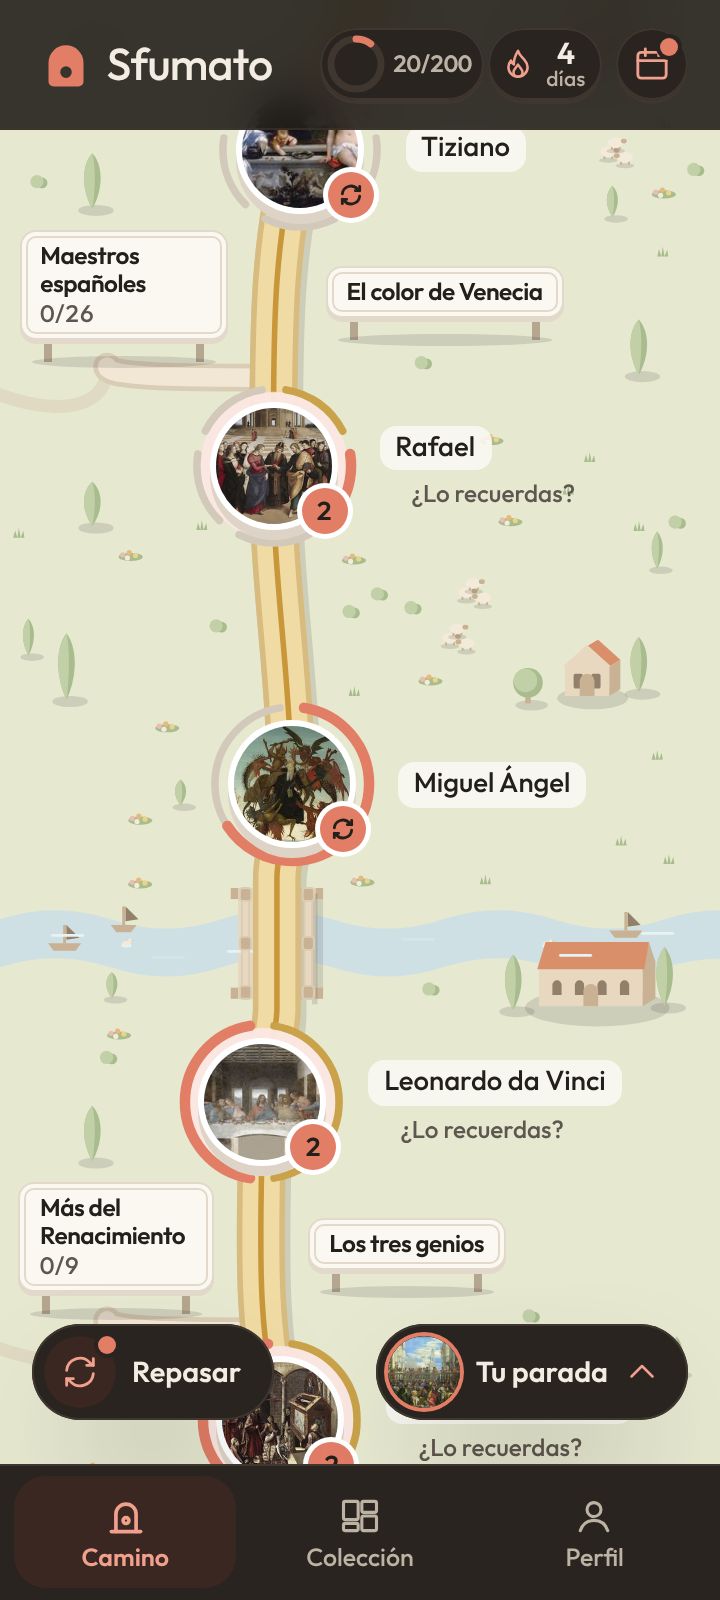 Sfumato
20/200
4
días
Tiziano
Maestros
españoles
0/26
El color de Venecia
Rafael
¿Lo recuerdas?
2
Miguel Ángel
Leonardo da Vinci
¿Lo recuerdas?
2
Más del
Renacimiento
0/9
Los tres genios
Repasar
Tu parada
¿Lo recuerdas?
Camino
Colección
Perfil